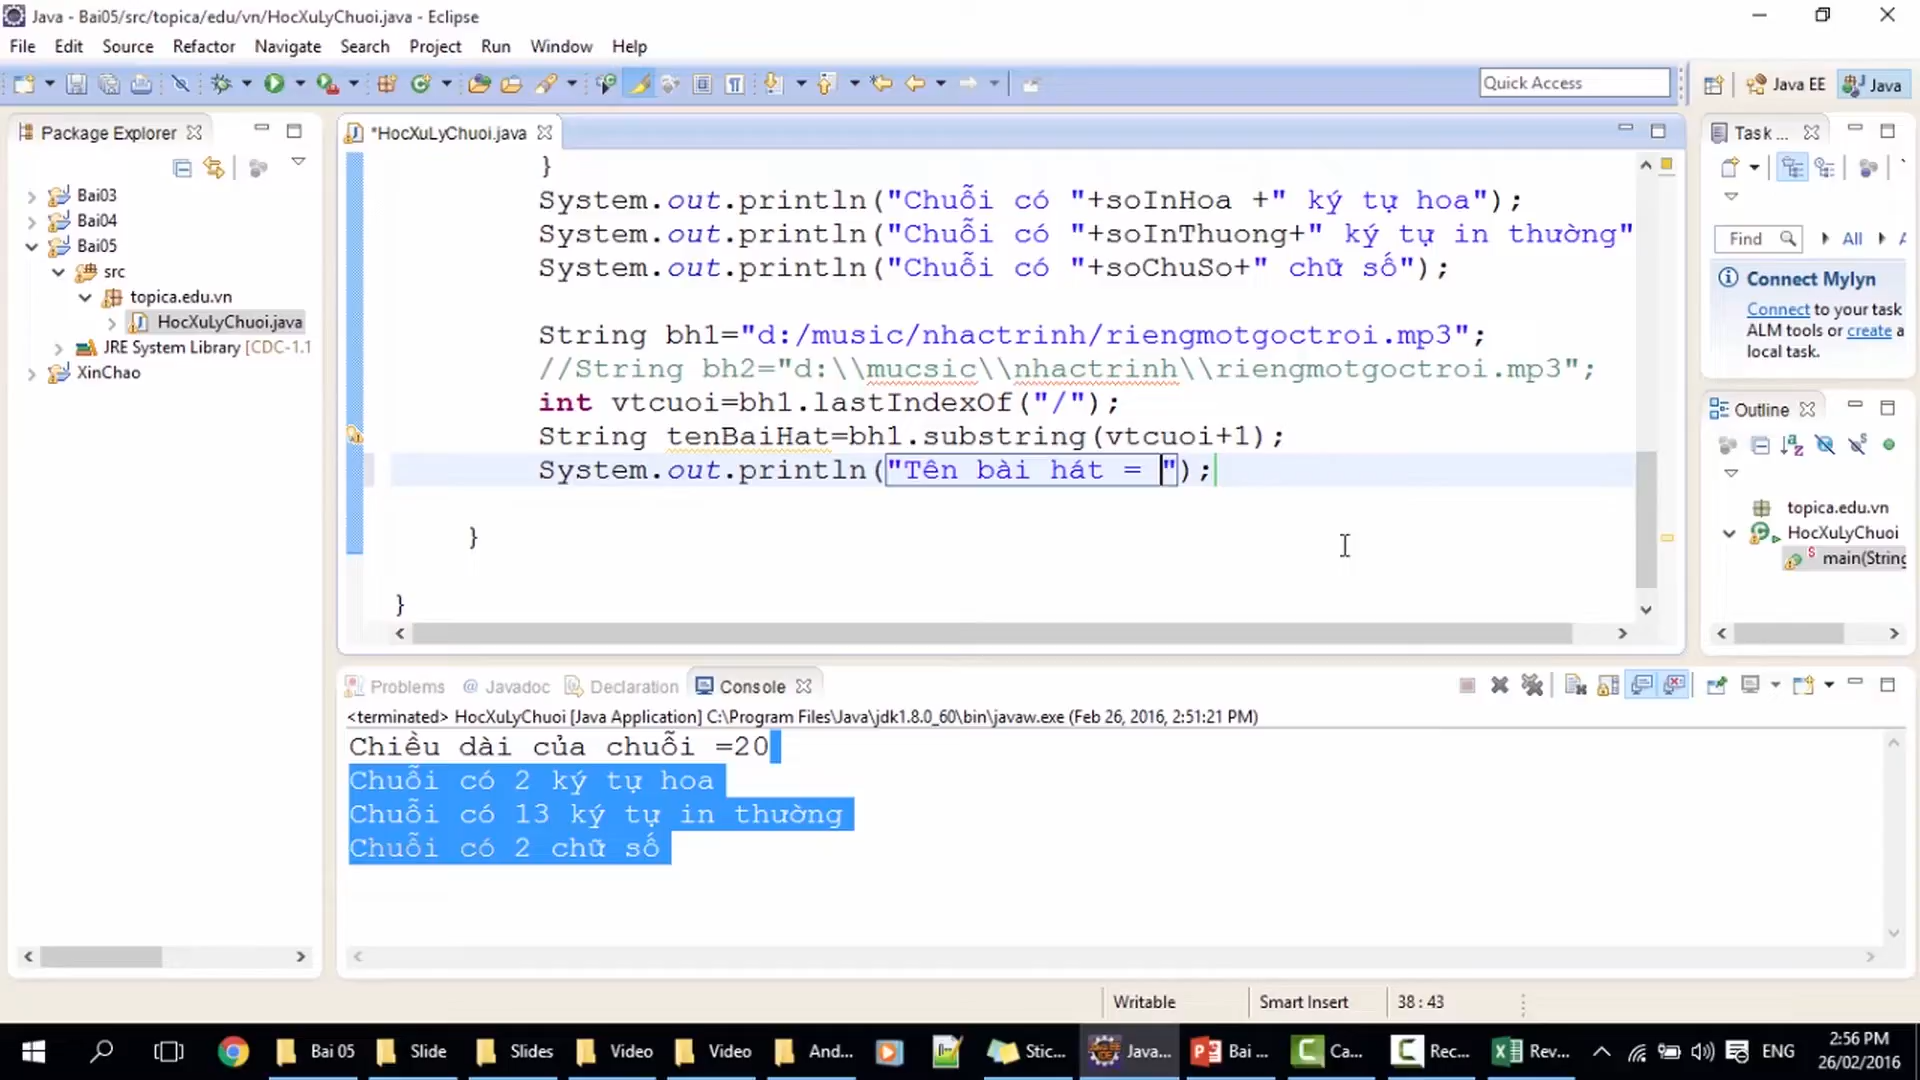 Java - Bai05/src/topica/edu/vn/HocXuLyChuoi.java - Eclipse
File Edit Source Refactor Navigate Search Project Run Window Help
Quick Access
Java EE
Java
Package Explorer
*HocXuLyChuoi.java
Task ...
Bai03
Bai04
Bai05
src
topica.edu.vn
HocXuLyChuoi.java
JRE System Library [CDC-1.1
XinChao
}
System.out.println("Chuỗi có "+soInHoa +" ký tự hoa");
System.out.println("Chuỗi có "+soInThuong+" ký tự in thường"
System.out.println("Chuỗi có "+soChuSo+" chữ số");
String bh1="d:/music/nhactrinh/riengmotgoctroi.mp3";
//String bh2="d:\\mucsic\\nhactrinh\\riengmotgoctroi.mp3";
int vtcuoi=bh1.lastIndexOf("/");
String tenBaiHat=bh1.substring(vtcuoi+1);
System.out.println("Tên bài hát = ");
}
}
Find
All
Connect Mylyn
Connect to your task
ALM tools or create a
local task.
Outline
topica.edu.vn
HocXuLyChuoi
main(String
Problems @ Javadoc Declaration Console
<terminated> HocXuLyChuoi [Java Application] C:\Program Files\Java\jdk1.8.0_60\bin\javaw.exe (Feb 26, 2016, 2:51:21 PM)
Chiều dài của chuỗi =20
Chuỗi có 2 ký tự hoa
Chuỗi có 13 ký tự in thường
Chuỗi có 2 chữ số
Writable
Smart Insert
38 : 43
Bai 05
Slide
Slides
Video
Video
And...
Stic...
Java...
Bai ...
Ca...
Rec...
Rev...
ENG
2:56 PM
26/02/2016